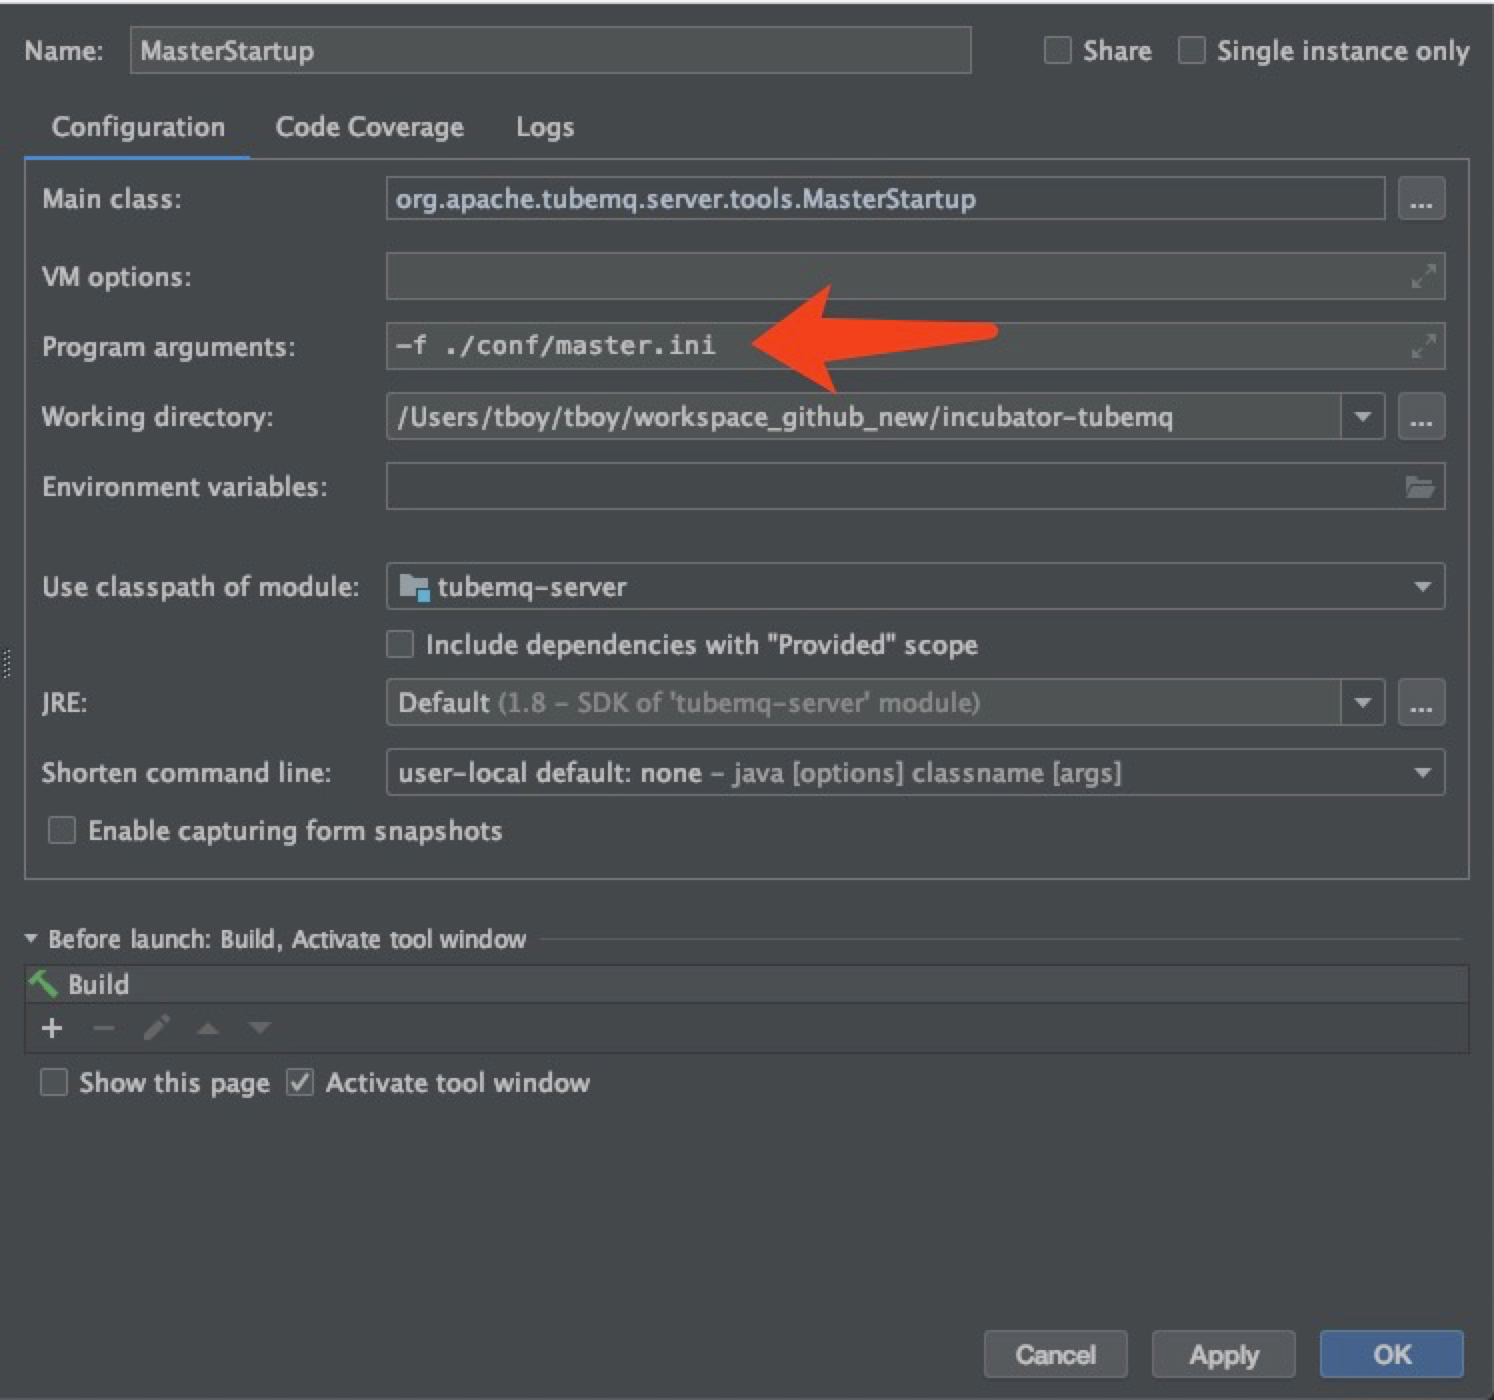 Name: MasterStartup Share Single instance only
Configuration Code Coverage Logs
Main class: org.apache.tubemq.server.tools.MasterStartup ...
VM options:
Program arguments: -f ./conf/master.ini
Working directory: /Users/tboy/tboy/workspace_github_new/incubator-tubemq ...
Environment variables:
Use classpath of module: tubemq-server
Include dependencies with "Provided" scope
JRE: Default (1.8 – SDK of 'tubemq-server' module) ...
Shorten command line: user-local default: none – java [options] classname [args]
Enable capturing form snapshots
Before launch: Build, Activate tool window
Build
Show this page Activate tool window
Cancel Apply OK